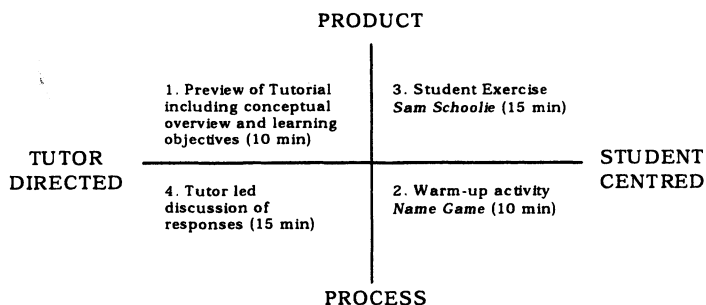 PRODUCT
1. Preview of Tutorial
including conceptual
overview and learning
objectives (10 min)
3. Student Exercise
Sam Schoolie (15 min)
TUTOR
DIRECTED
STUDENT
CENTRED
4. Tutor led
discussion of
responses (15 min)
2. Warm-up activity
Name Game (10 min)
PROCESS